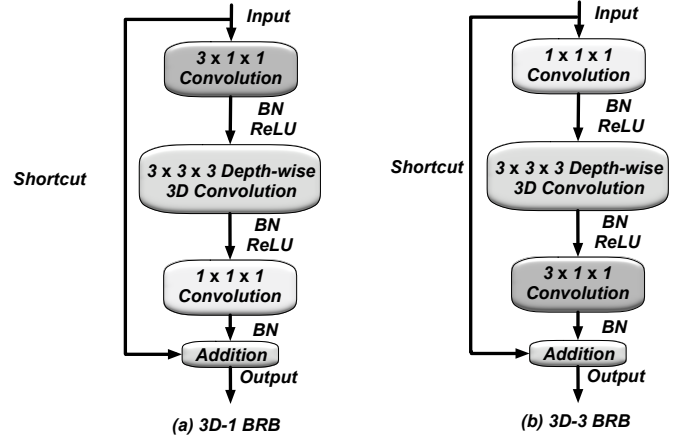 Input
3 x 1 x 1
Convolution
BN
ReLU
Shortcut
3 x 3 x 3 Depth-wise
3D Convolution
BN
ReLU
1 x 1 x 1
Convolution
BN
Addition
Output
(a) 3D-1 BRB
Input
1 x 1 x 1
Convolution
BN
ReLU
Shortcut
3 x 3 x 3 Depth-wise
3D Convolution
BN
ReLU
3 x 1 x 1
Convolution
BN
Addition
Output
(b) 3D-3 BRB